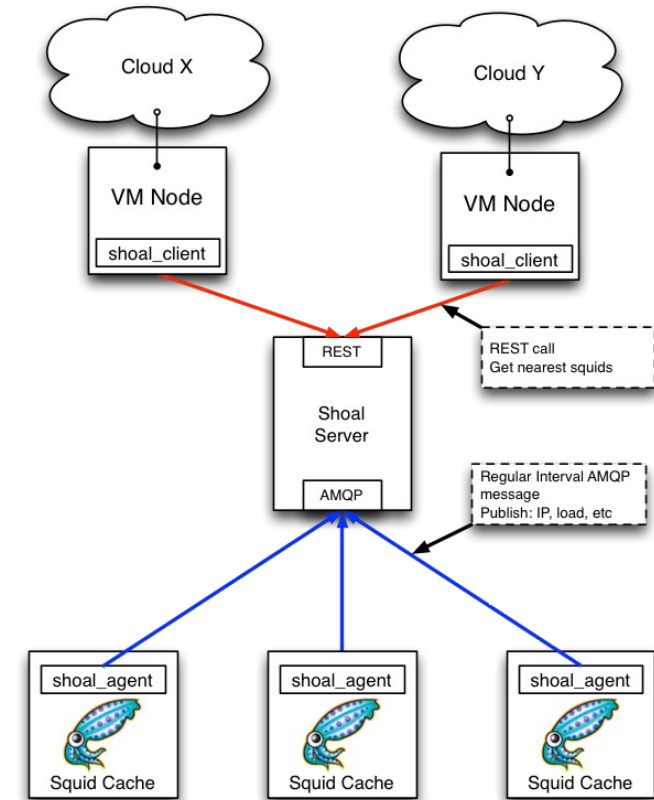 Cloud X
Cloud Y
VM Node
shoal_client
VM Node
shoal_client
REST call
Get nearest squids
REST
Shoal
Server
AMQP
Regular Interval AMQP
message
Publish: IP, load, etc
shoal_agent
Squid Cache
shoal_agent
Squid Cache
shoal_agent
Squid Cache